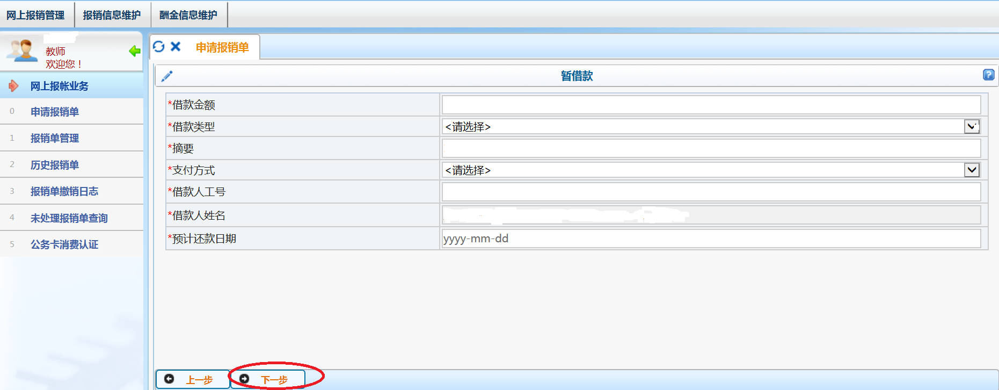 网上报销管理 报销信息维护 酬金信息维护
教师
欢迎您！
网上报帐业务
0 申请报销单
1 报销单管理
2 历史报销单
3 报销单撤销日志
4 未处理报销单查询
5 公务卡消费认证
申请报销单
暂借款
?
*借款金额
*借款类型 <请选择>
*摘要
*支付方式 <请选择>
*借款人工号
*借款人姓名
*预计还款日期 yyyy-mm-dd
上一步 下一步